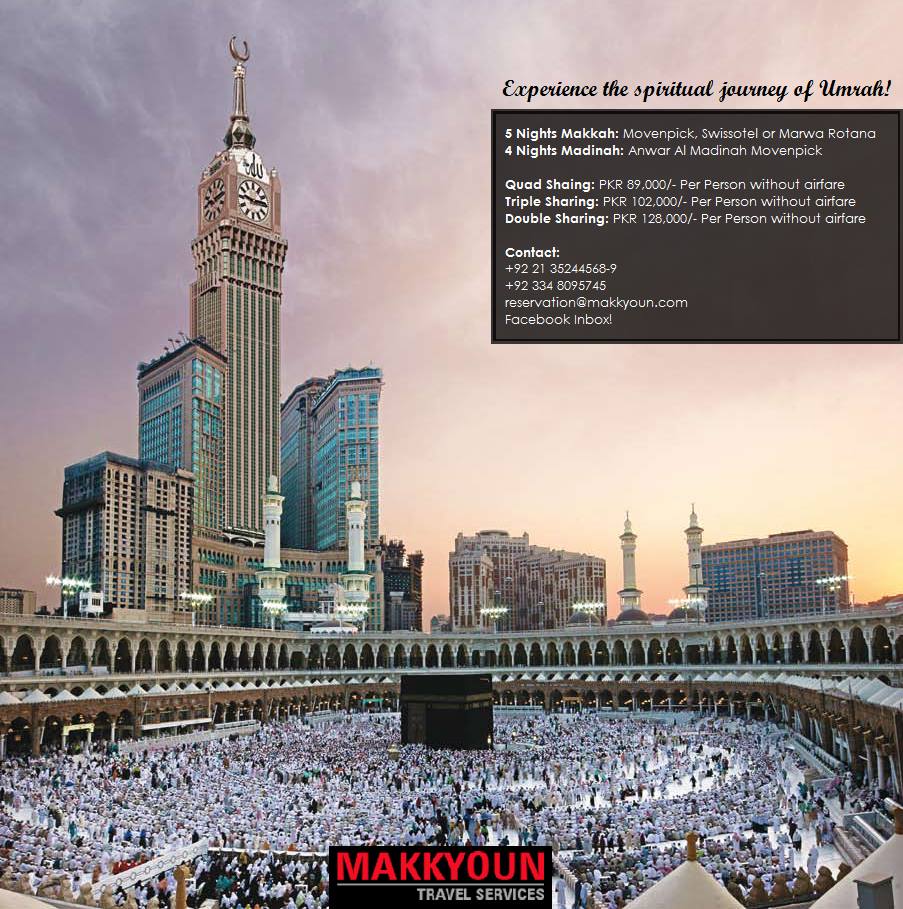 Experience the spiritual journey of Umrah!
5 Nights Makkah: Movenpick, Swissotel or Marwa Rotana
4 Nights Madinah: Anwar Al Madinah Movenpick
Quad Shaing: PKR 89,000/- Per Person without airfare
Triple Sharing: PKR 102,000/- Per Person without airfare
Double Sharing: PKR 128,000/- Per Person without airfare
Contact:
+92 21 35244568-9
+92 334 8095745
reservation@makkyoun.com
Facebook Inbox!
الله
MAKKYOUN
TRAVEL SERVICES